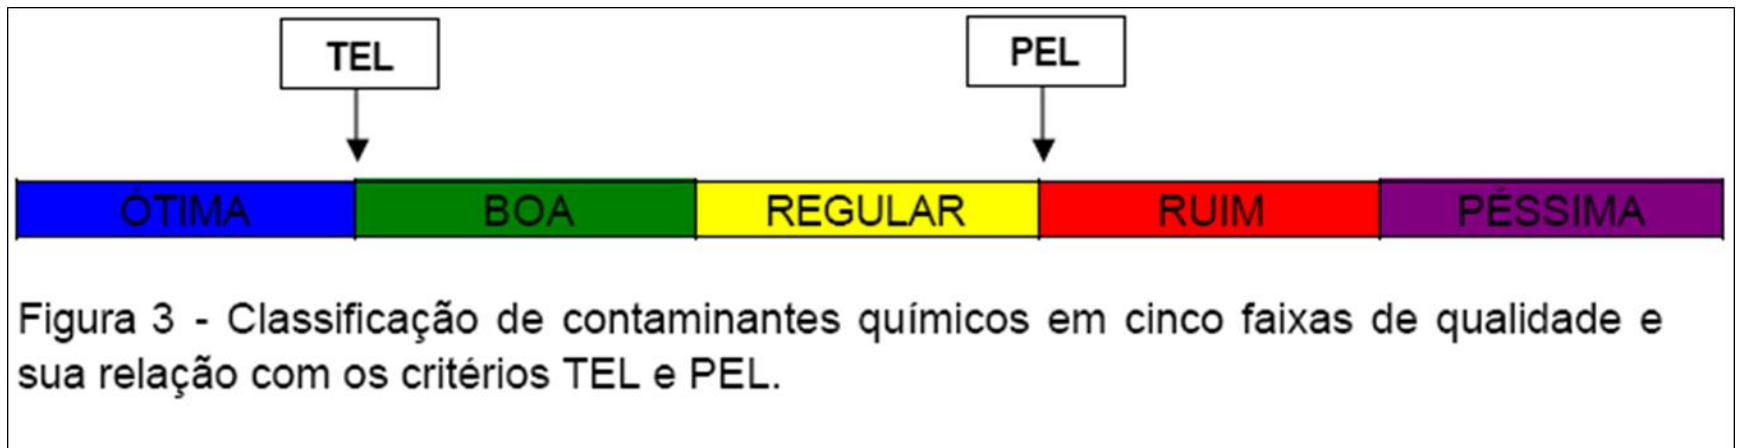 TEL
PEL
ÓTIMA BOA REGULAR RUIM PÉSSIMA
Figura 3 - Classificação de contaminantes químicos em cinco faixas de qualidade e
sua relação com os critérios TEL e PEL.